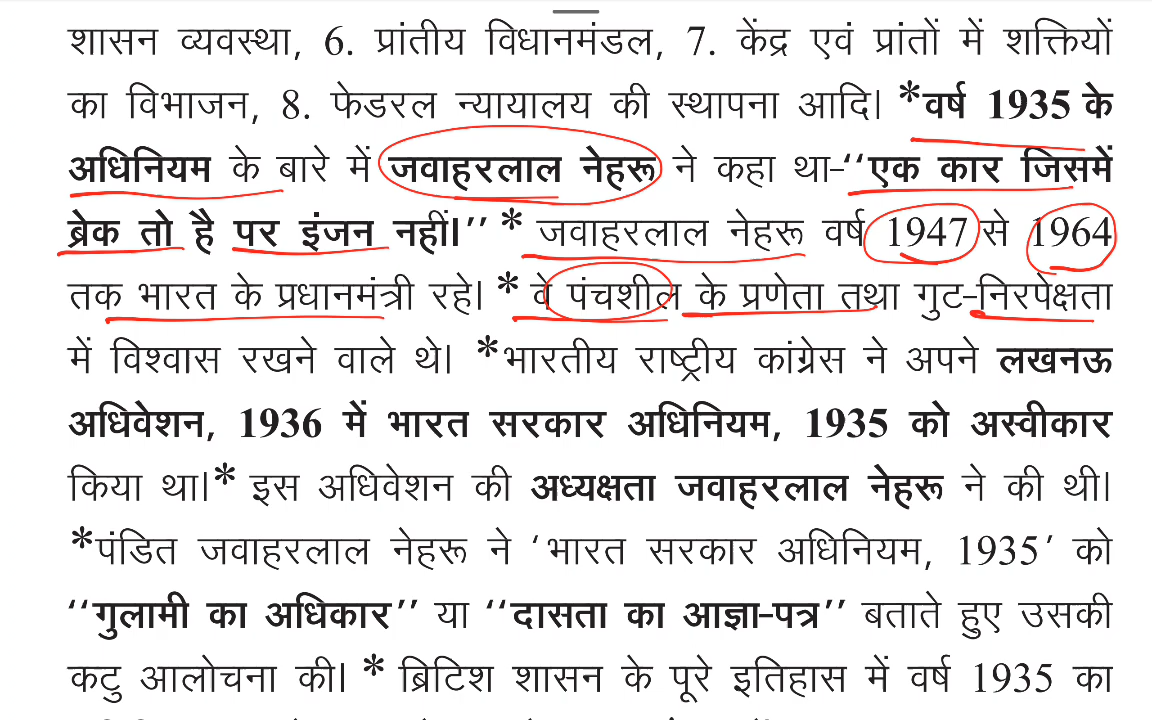 शासन व्यवस्था, 6. प्रांतीय विधानमंडल, 7. केंद्र एवं प्रांतों में शक्तियों
का विभाजन, 8. फेडरल न्यायालय की स्थापना आदि। *वर्ष 1935 के
अधिनियम के बारे में जवाहरलाल नेहरू ने कहा था-‘‘एक कार जिसमें
ब्रेक तो है पर इंजन नहीं।’’ * जवाहरलाल नेहरू वर्ष 1947 से 1964
तक भारत के प्रधानमंत्री रहे। * वे पंचशील के प्रणेता तथा गुट-निरपेक्षता
में विश्वास रखने वाले थे। *भारतीय राष्ट्रीय कांग्रेस ने अपने लखनऊ
अधिवेशन, 1936 में भारत सरकार अधिनियम, 1935 को अस्वीकार
किया था।* इस अधिवेशन की अध्यक्षता जवाहरलाल नेहरू ने की थी।
*पंडित जवाहरलाल नेहरू ने ‘भारत सरकार अधिनियम, 1935’ को
‘‘गुलामी का अधिकार’’ या ‘‘दासता का आज्ञा-पत्र’’ बताते हुए उसकी
कटु आलोचना की। * ब्रिटिश शासन के पूरे इतिहास में वर्ष 1935 का